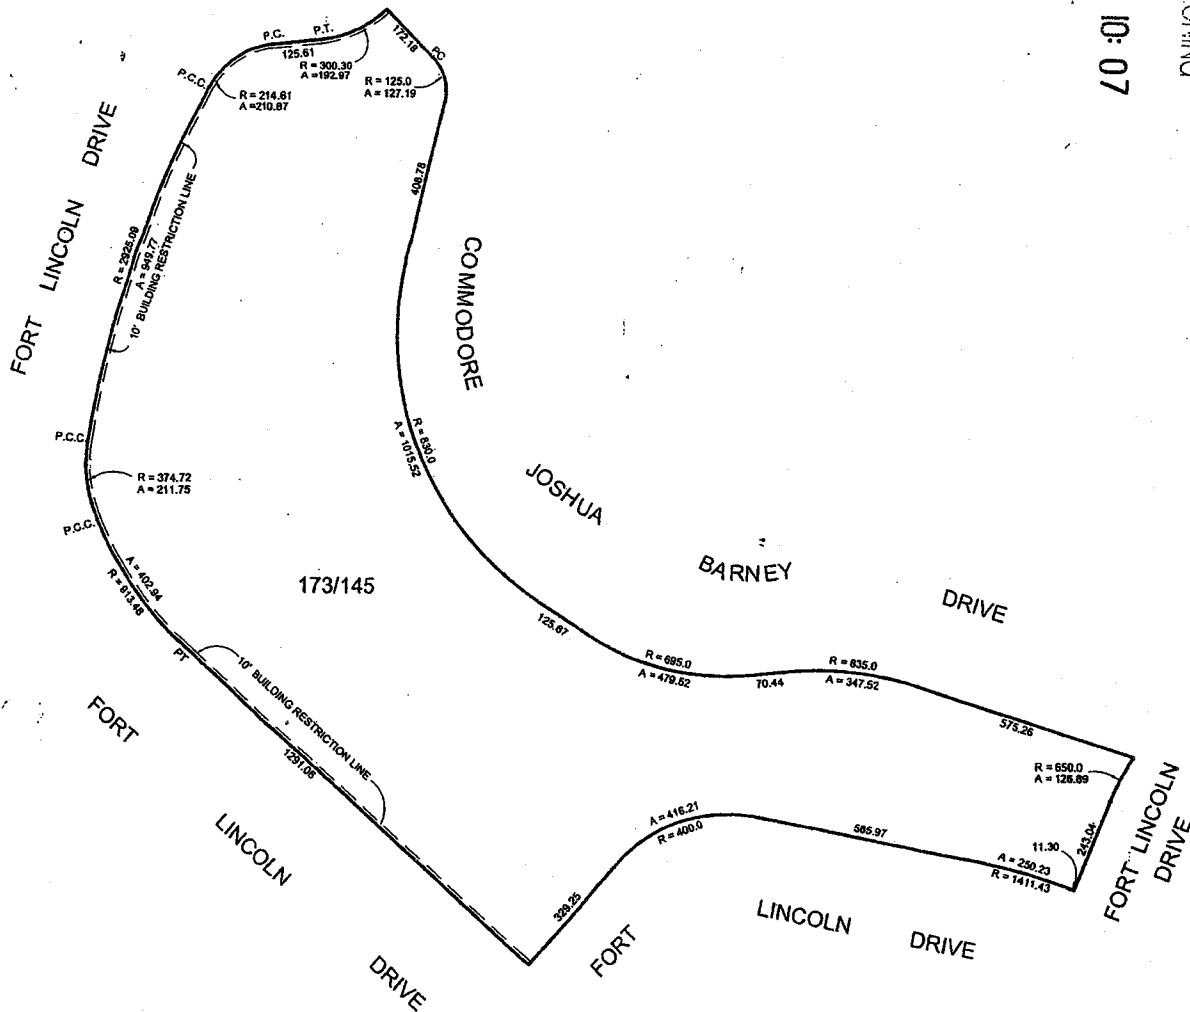 P.C.
P.T.
125.61
172.18
PC
R = 300.30
A =192.97
R = 125.0
A = 127.19
P.C.C.
R = 214.61
A =210.87
10: 07
FORT LINCOLN DRIVE
408.78
R = 2925.09
A = 949.77
10' BUILDING RESTRICTION LINE
COMMODORE
JOSHUA
BARNEY
DRIVE
P.C.C.
R = 374.72
A = 211.75
P.C.C.
R = 630.0
A = 1015.52
A = 402.94
R = 813.48
173/145
125.67
PT
10' BUILDING RESTRICTION LINE
1291.06
R = 695.0
A = 479.52
70.44
R = 635.0
A = 347.52
575.26
R = 650.0
A = 126.89
243.04
11.30
FORT LINCOLN
DRIVE
A = 416.21
R = 400.0
565.97
A = 250.23
R = 1411.43
329.25
FORT
LINCOLN
DRIVE
FORT
LINCOLN
DRIVE